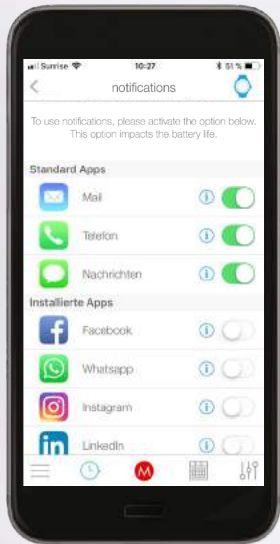 Sunrise 10:27 51 %
notifications
To use notifications, please activate the option below.
This option impacts the battery life.
Standard Apps
Mail
Telefon
Nachrichten
Installierte Apps
Facebook
Whatsapp
Instagram
in LinkedIn